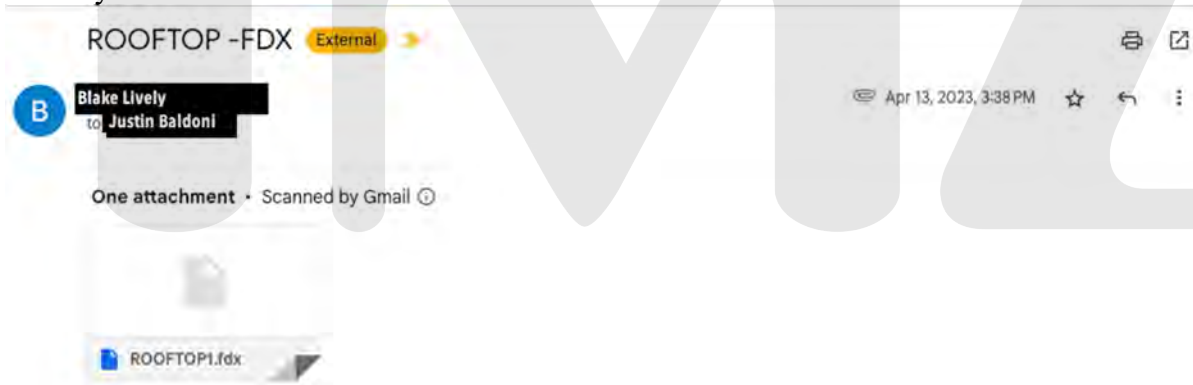 ROOFTOP -FDX External
B
Blake Lively
Apr 13, 2023, 3:38 PM
to Justin Baldoni
One attachment • Scanned by Gmail
ROOFTOP1.fdx
TMZ